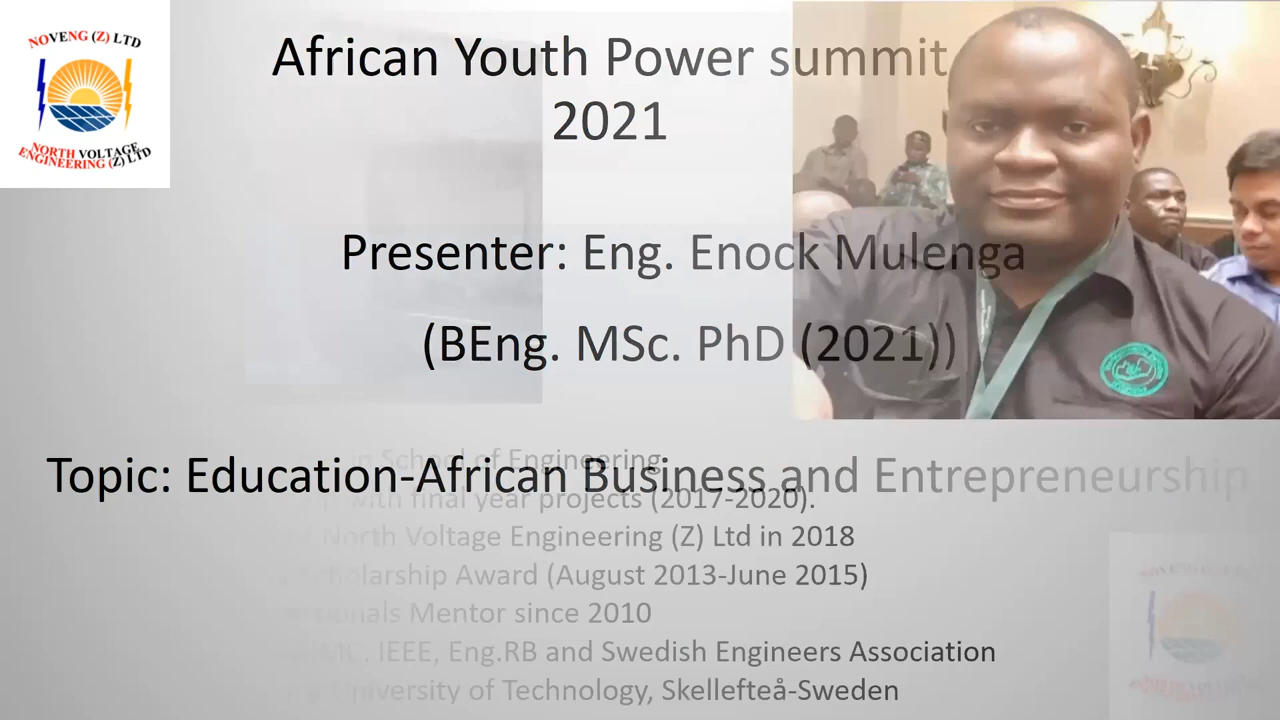 NOVENG (Z) LTD
NORTH VOLTAGE
ENGINEERING (Z) LTD
African Youth Power summit
2021
Presenter: Eng. Enock Mulenga
(BEng. MSc. PhD (2021))
Topic: Education-African Business and Entrepreneurship
in School of Engineering
with final year projects (2017-2020).
North Voltage Engineering (Z) Ltd in 2018
Scholarship Award (August 2013-June 2015)
Mentor since 2010
IEEE, Eng.RB and Swedish Engineers Association
University of Technology, Skellefteå-Sweden